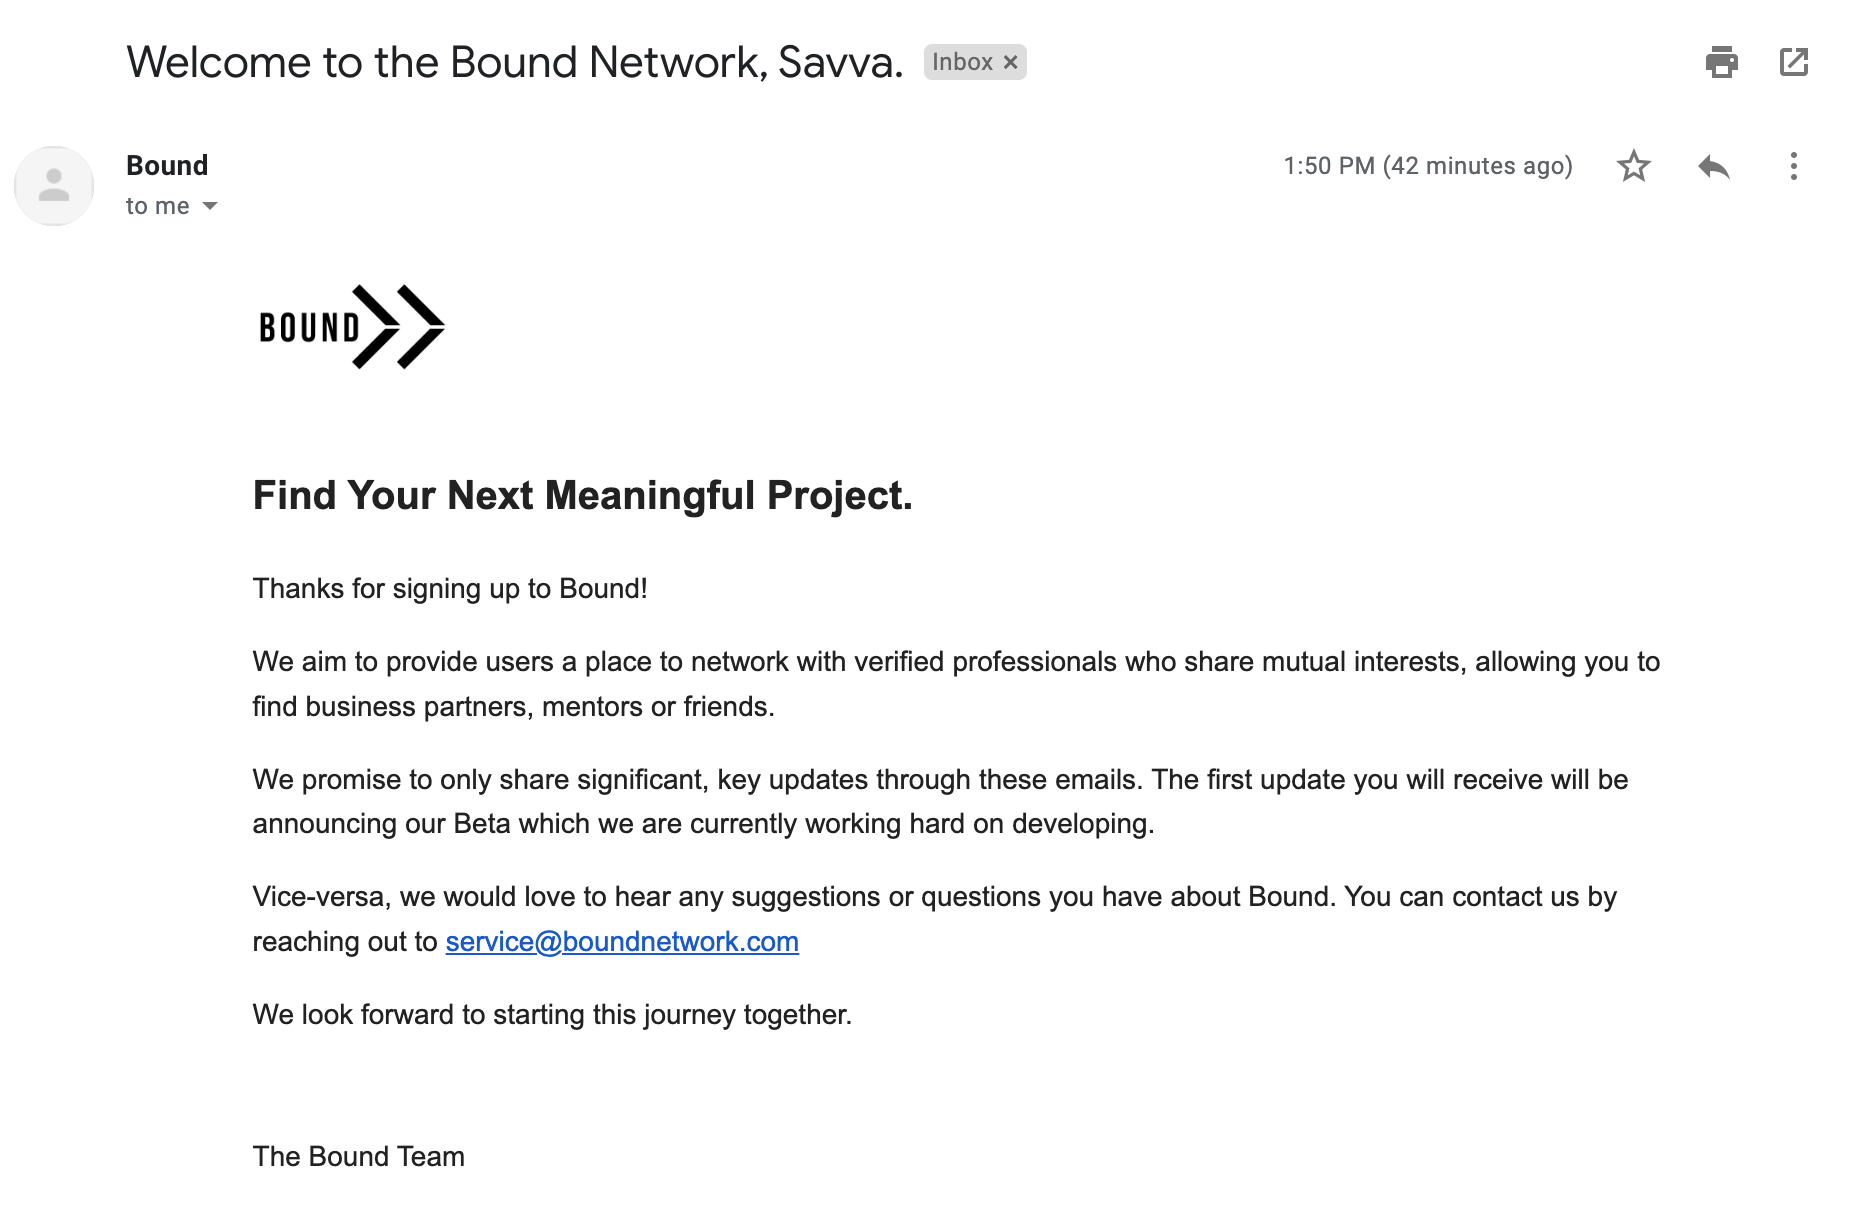 Welcome to the Bound Network, Savva. Inbox ×
Bound
1:50 PM (42 minutes ago)
to me
BOUND
Find Your Next Meaningful Project.
Thanks for signing up to Bound!
We aim to provide users a place to network with verified professionals who share mutual interests, allowing you to
find business partners, mentors or friends.
We promise to only share significant, key updates through these emails. The first update you will receive will be
announcing our Beta which we are currently working hard on developing.
Vice-versa, we would love to hear any suggestions or questions you have about Bound. You can contact us by
reaching out to service@boundnetwork.com
We look forward to starting this journey together.
The Bound Team